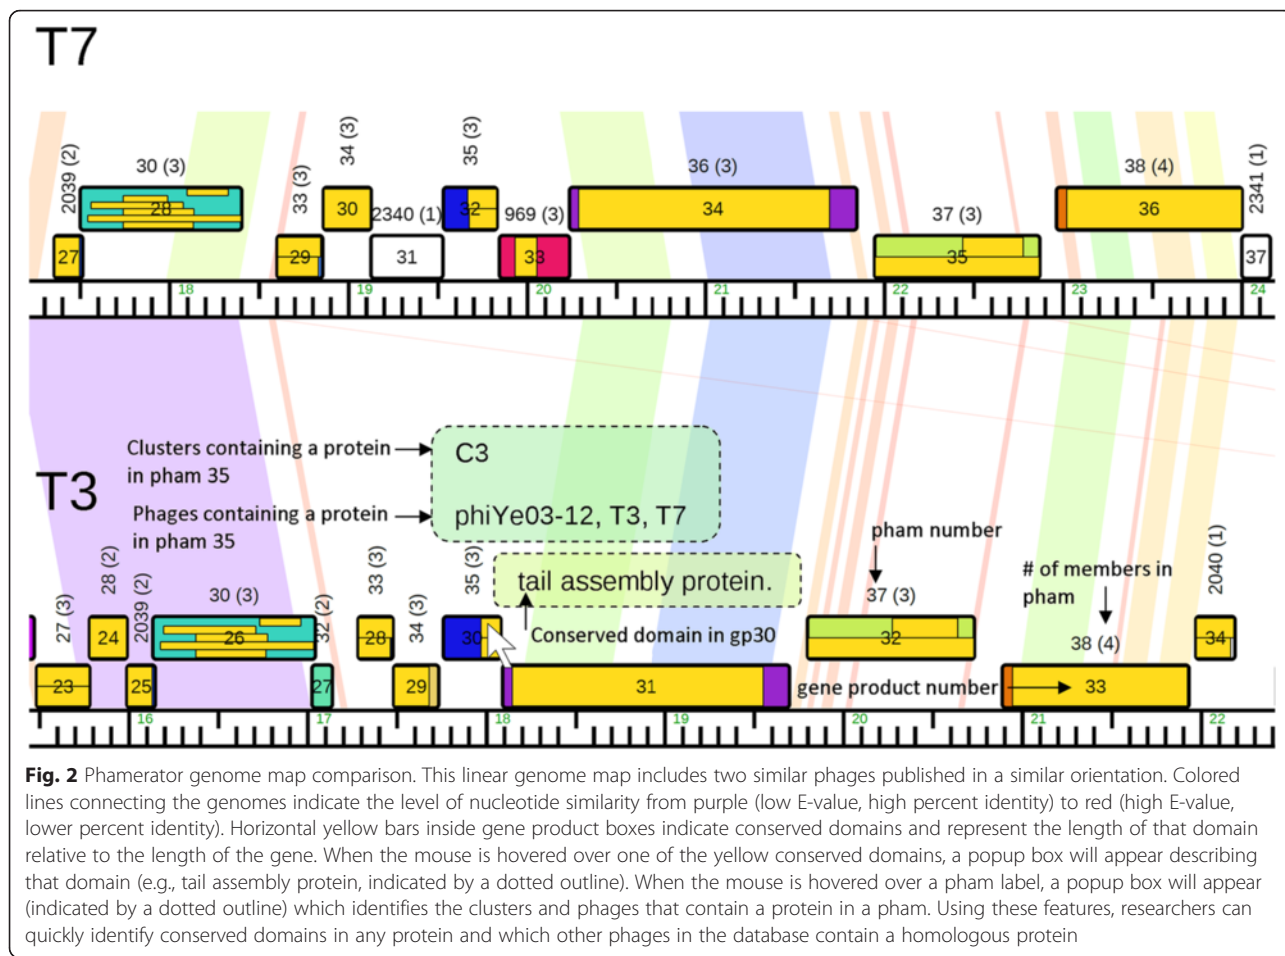 T7
2039 (2)
30 (3)
33 (3)
34 (3)
2340 (1)
35 (3)
969 (3)
36 (3)
37 (3)
38 (4)
2341 (1)
28
30
32
34
36
27
29
31
33
35
37
18
19
20
21
22
23
24
T3
Clusters containing a protein
in pham 35
C3
Phages containing a protein
in pham 35
phiYe03-12, T3, T7
tail assembly protein.
Conserved domain in gp30
pham number
# of members in
pham
gene product number
27 (3)
28 (2)
2039 (2)
30 (3)
32 (2)
33 (3)
34 (3)
35 (3)
37 (3)
38 (4)
2040 (1)
24
26
28
30
32
34
23
25
27
29
31
33
16
17
18
19
20
21
22
Fig. 2 Phamerator genome map comparison. This linear genome map includes two similar phages published in a similar orientation. Colored
lines connecting the genomes indicate the level of nucleotide similarity from purple (low E-value, high percent identity) to red (high E-value,
lower percent identity). Horizontal yellow bars inside gene product boxes indicate conserved domains and represent the length of that domain
relative to the length of the gene. When the mouse is hovered over one of the yellow conserved domains, a popup box will appear describing
that domain (e.g., tail assembly protein, indicated by a dotted outline). When the mouse is hovered over a pham label, a popup box will appear
(indicated by a dotted outline) which identifies the clusters and phages that contain a protein in a pham. Using these features, researchers can
quickly identify conserved domains in any protein and which other phages in the database contain a homologous protein